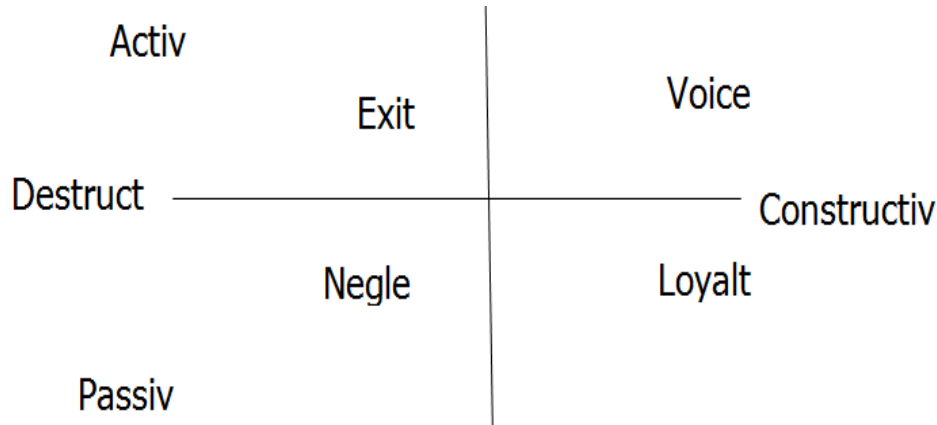 Activ
Voice
Exit
Destruct
Constructiv
Negle
Loyalt
Passiv